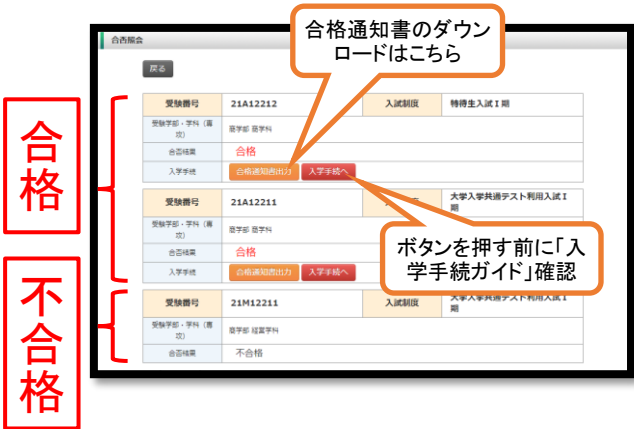 合格通知書のダウン
ロードはこちら
合否照会
戻る
合格
受験番号 21A12212 入試制度 特待生入試Ⅰ期
受験学部・学科（専
攻） 商学部 商学科
合否結果 合格
入学手続 合格通知書出力 入学手続へ
受験番号 21A12211 大学入学共通テスト利用入試Ⅰ
期
受験学部・学科（専
攻） 商学部 商学科
合否結果 合格
入学手続 合格通知書出力 入学手続へ
ボタンを押す前に「入
学手続ガイド」確認
不合格
受験番号 21M12211 入試制度 大学入学共通テスト利用入試Ⅰ
期
受験学部・学科（専
攻） 商学部 経営学科
合否結果 不合格